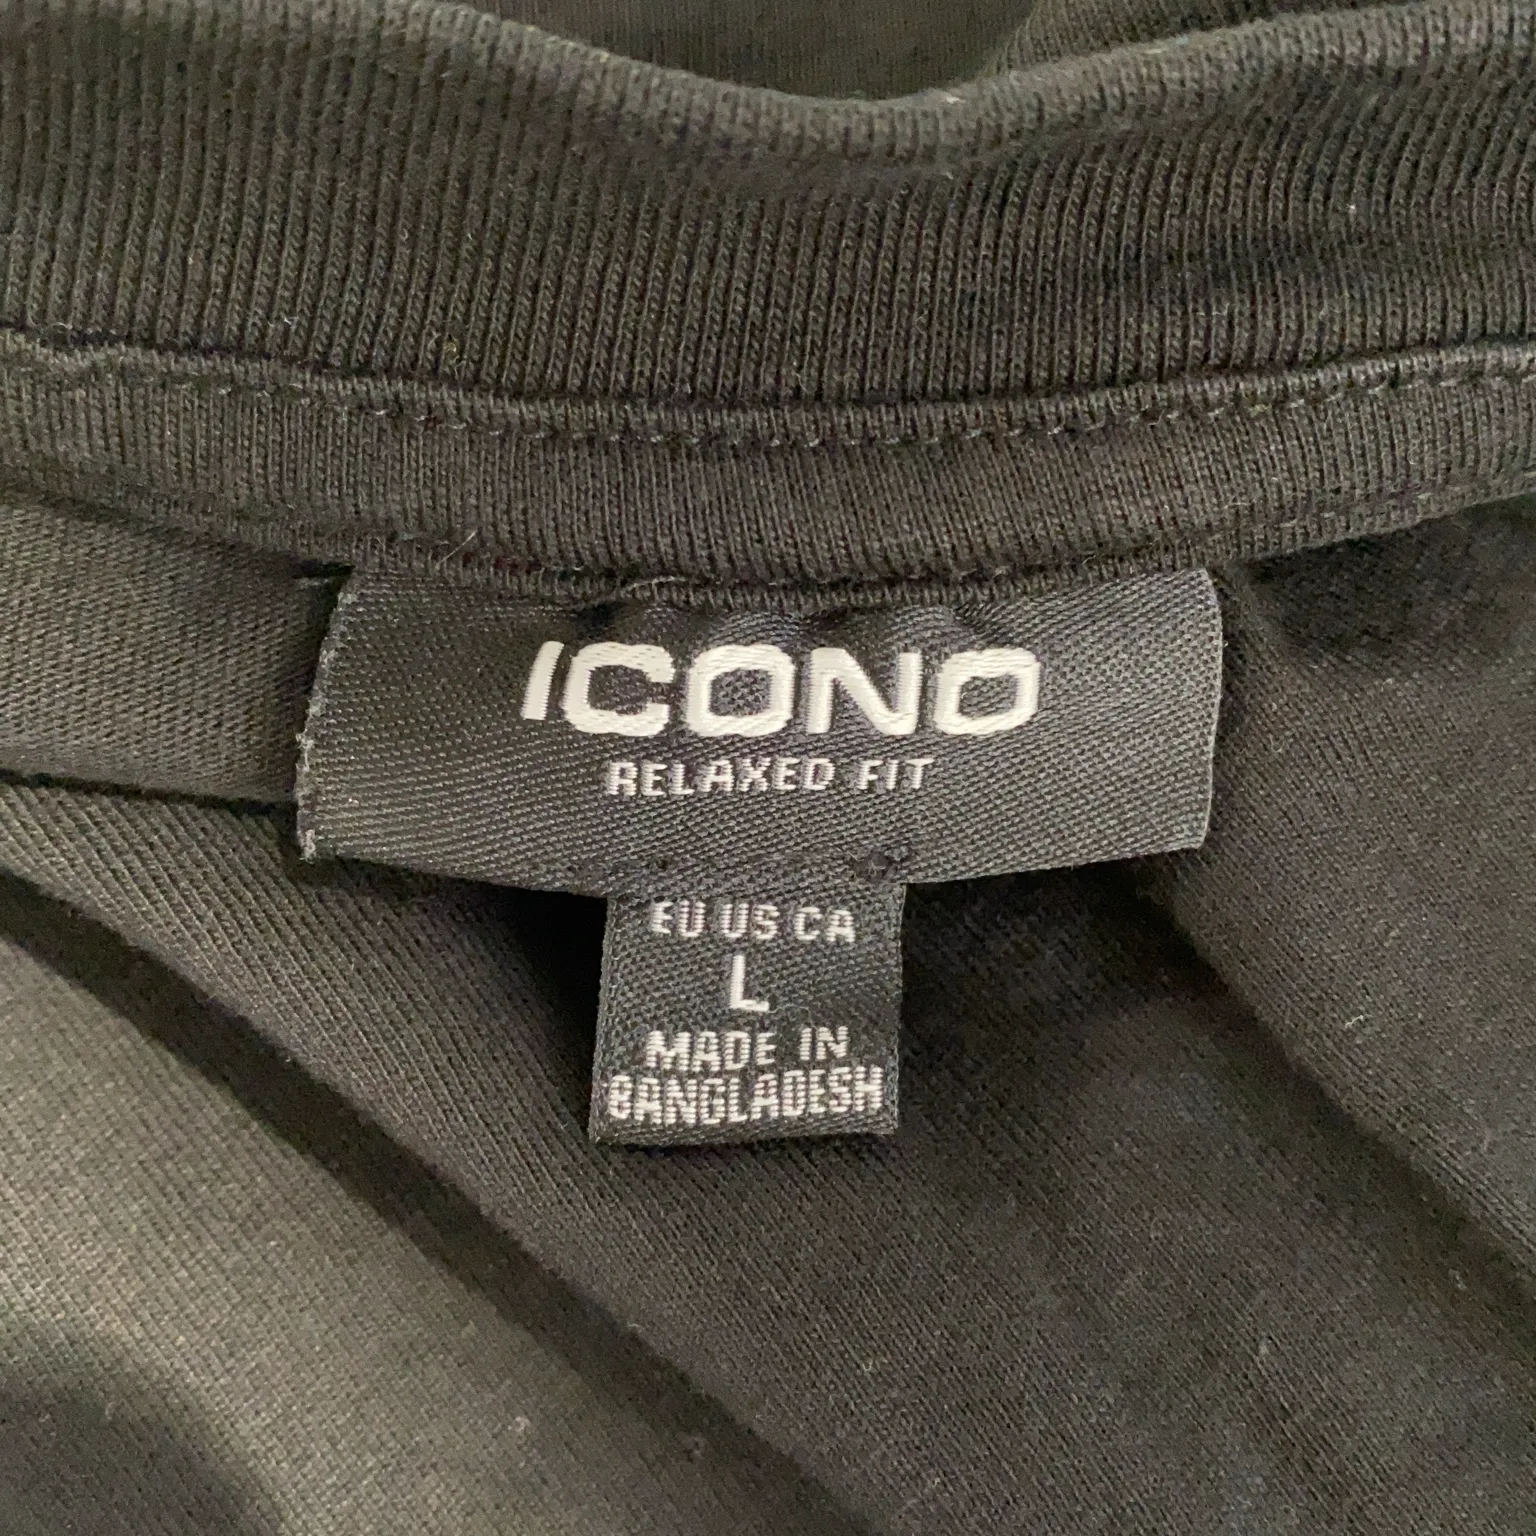 ICONO
RELAXED FIT
EU US CA
L
MADE IN
BANGLADESH